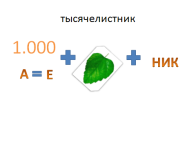 тысячелистник
1.000 + + НИК
А = Е